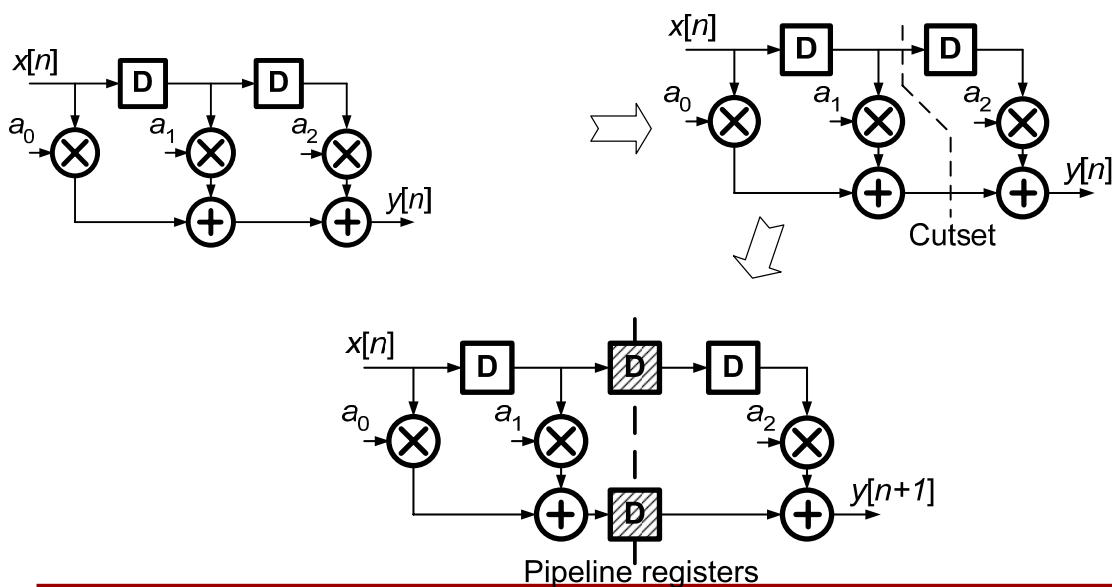 x[n]
D
D
a0
a1
a2
y[n]
x[n]
D
D
a0
a1
a2
y[n]
Cutset
x[n]
D
D
D
a0
a1
a2
D
y[n+1]
Pipeline registers